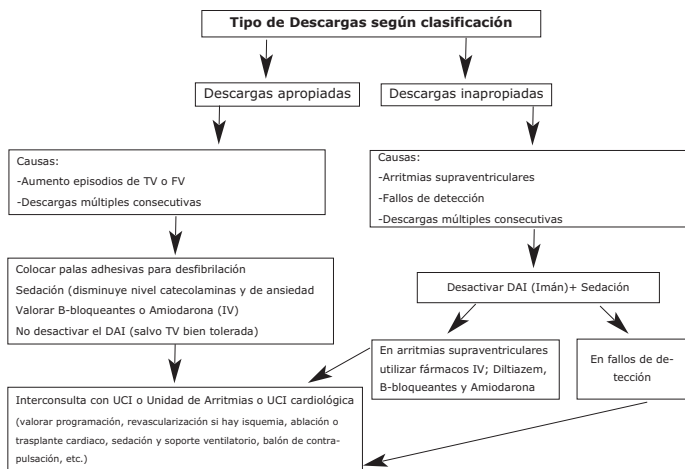 Tipo de Descargas según clasificación
Descargas apropiadas
Descargas inapropiadas
Causas:
-Aumento episodios de TV o FV
-Descargas múltiples consecutivas
Causas:
-Arritmias supraventriculares
-Fallos de detección
-Descargas múltiples consecutivas
Colocar palas adhesivas para desfibrilación
Sedación (disminuye nivel catecolaminas y de ansiedad
Valorar B-bloqueantes o Amiodarona (IV)
No desactivar el DAI (salvo TV bien tolerada)
Desactivar DAI (Imán)+ Sedación
En arritmias supraventriculares
utilizar fármacos IV; Diltiazem,
B-bloqueantes y Amiodarona
En fallos de de-
tección
Interconsulta con UCI o Unidad de Arritmias o UCI cardiológica
(valorar programación, revascularización si hay isquemia, ablación o
trasplante cardiaco, sedación y soporte ventilatorio, balón de contra-
pulsación, etc.)